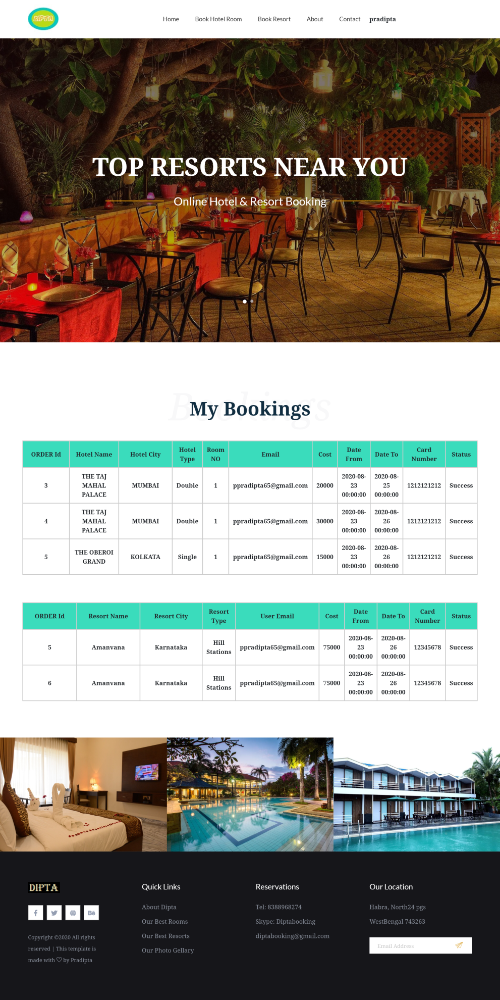 DIPTA
Home Book Hotel Room Book Resort About Contact pradipta
TOP RESORTS NEAR YOU
Online Hotel & Resort Booking
Bookings
My Bookings
ORDER Id Hotel Name Hotel City Hotel Type Room NO Email Cost Date From Date To Card Number Status
3 THE TAJ MAHAL PALACE MUMBAI Double 1 ppradipta65@gmail.com 20000 2020-08-23 00:00:00 2020-08-25 00:00:00 1212121212 Success
4 THE TAJ MAHAL PALACE MUMBAI Double 1 ppradipta65@gmail.com 30000 2020-08-23 00:00:00 2020-08-26 00:00:00 1212121212 Success
5 THE OBEROI GRAND KOLKATA Single 1 ppradipta65@gmail.com 15000 2020-08-23 00:00:00 2020-08-26 00:00:00 1212121212 Success
ORDER Id Resort Name Resort City Resort Type User Email Cost Date From Date To Card Number Status
5 Amanvana Karnataka Hill Stations ppradipta65@gmail.com 75000 2020-08-23 00:00:00 2020-08-26 00:00:00 12345678 Success
6 Amanvana Karnataka Hill Stations ppradipta65@gmail.com 75000 2020-08-23 00:00:00 2020-08-26 00:00:00 12345678 Success
DIPTA
Bē
Copyright ©2020 All rights
reserved | This template is
made with ♡ by Pradipta
Quick Links
About Dipta
Our Best Rooms
Our Best Resorts
Our Photo Gellary
Reservations
Tel: 8388968274
Skype: Diptabooking
diptabooking@gmail.com
Our Location
Habra, North24 pgs
WestBengal 743263
Email Address